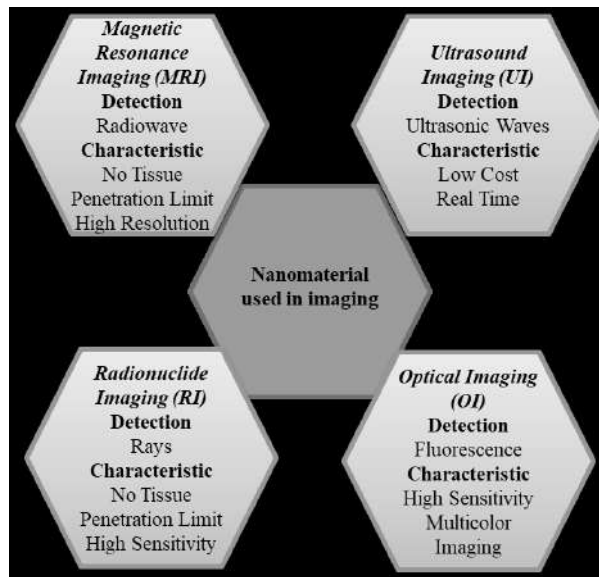 Magnetic
Resonance
Imaging (MRI)
Detection
Radiowave
Characteristic
No Tissue
Penetration Limit
High Resolution
Ultrasound
Imaging (UI)
Detection
Ultrasonic Waves
Characteristic
Low Cost
Real Time
Nanomaterial
used in imaging
Radionuclide
Imaging (RI)
Detection
Rays
Characteristic
No Tissue
Penetration Limit
High Sensitivity
Optical Imaging
(OI)
Detection
Fluorescence
Characteristic
High Sensitivity
Multicolor
Imaging